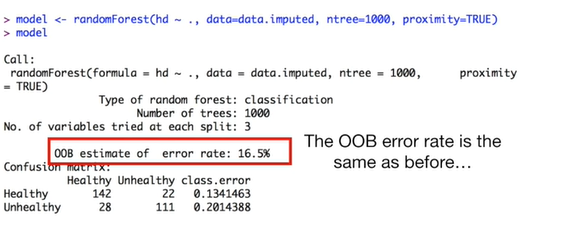 > model <- randomForest(hd ~ ., data=data.imputed, ntree=1000, proximity=TRUE)
> model
Call:
randomForest(formula = hd ~ ., data = data.imputed, ntree = 1000, proximity
= TRUE)
Type of random forest: classification
Number of trees: 1000
No. of variables tried at each split: 3
OOB estimate of error rate: 16.5%
Confusion matrix:
Healthy Unhealthy class.error
Healthy 142 22 0.1341463
Unhealthy 28 111 0.2014388
The OOB error rate is the
same as before…